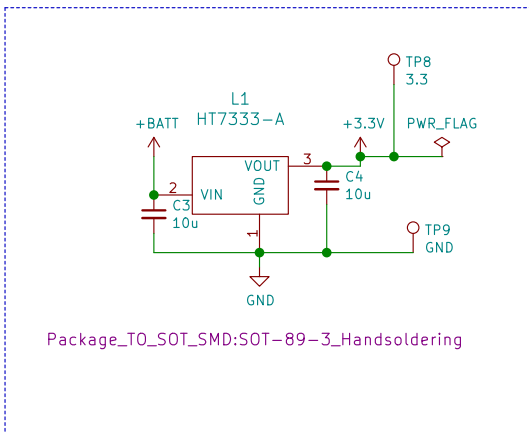 TP8
3.3
L1
HT7333-A
+BATT
+3.3V
PWR_FLAG
VOUT
3
2
VIN
GND
C3
10u
C4
10u
1
TP9
GND
GND
Package_TO_SOT_SMD:SOT-89-3_Handsoldering